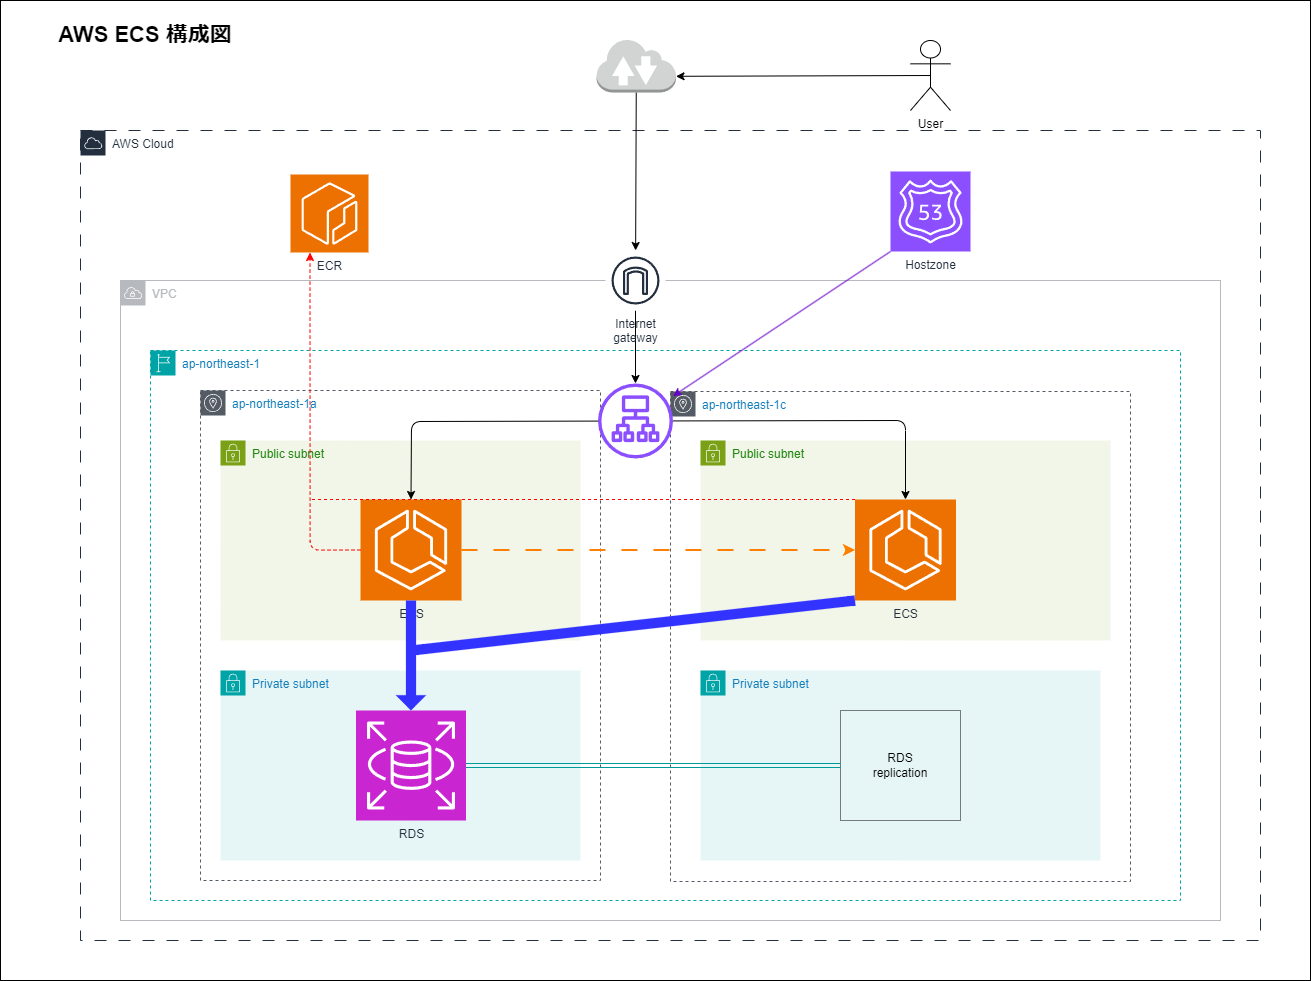 AWS ECS 構成図
User
AWS Cloud
53
ECR
Hostzone
VPC
Internet
gateway
ap-northeast-1
ap-northeast-1a
ap-northeast-1c
Public subnet
Public subnet
ECS
ECS
Private subnet
Private subnet
RDS
replication
RDS